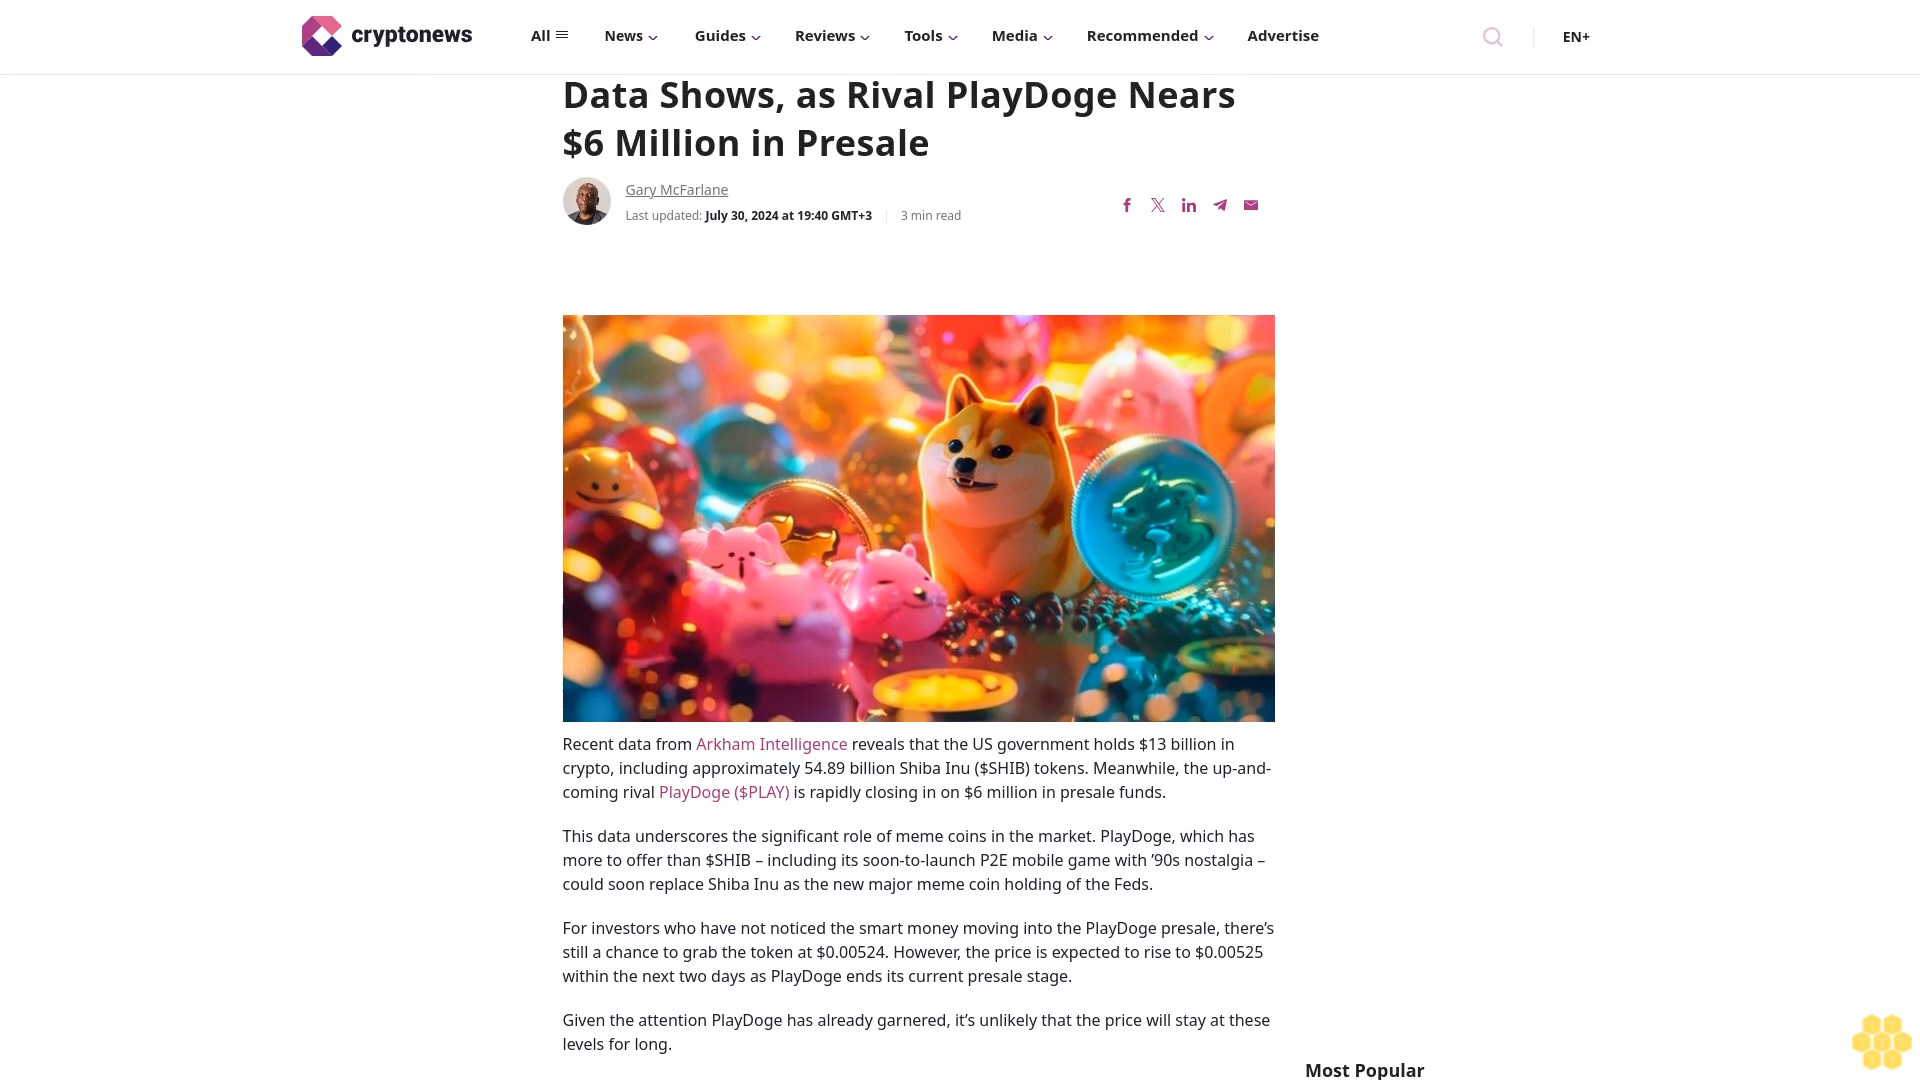 cryptonews
All
News
Guides
Reviews
Tools
Media
Recommended
Advertise
EN+
Data Shows, as Rival PlayDoge Nears
$6 Million in Presale
Gary McFarlane
Last updated: July 30, 2024 at 19:40 GMT+3
3 min read
Recent data from Arkham Intelligence reveals that the US government holds $13 billion in
crypto, including approximately 54.89 billion Shiba Inu ($SHIB) tokens. Meanwhile, the up-and-
coming rival PlayDoge ($PLAY) is rapidly closing in on $6 million in presale funds.
This data underscores the significant role of meme coins in the market. PlayDoge, which has
more to offer than $SHIB – including its soon-to-launch P2E mobile game with ’90s nostalgia –
could soon replace Shiba Inu as the new major meme coin holding of the Feds.
For investors who have not noticed the smart money moving into the PlayDoge presale, there’s
still a chance to grab the token at $0.00524. However, the price is expected to rise to $0.00525
within the next two days as PlayDoge ends its current presale stage.
Given the attention PlayDoge has already garnered, it’s unlikely that the price will stay at these
levels for long.
Most Popular